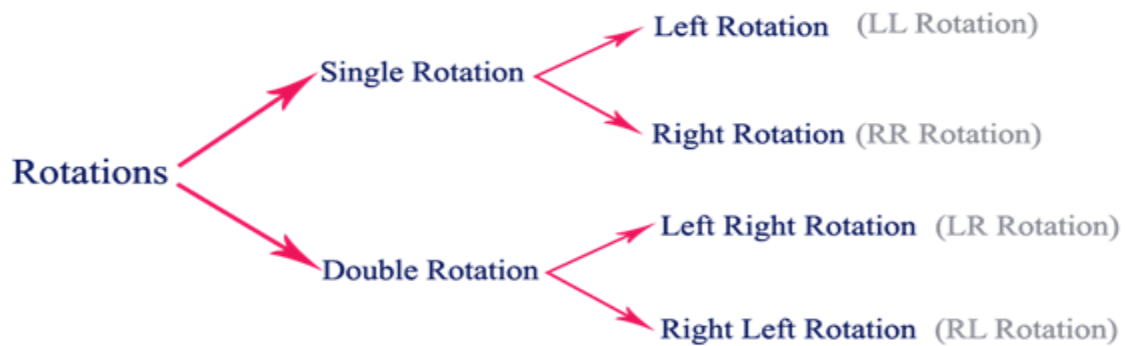 Left Rotation (LL Rotation)
Single Rotation
Right Rotation (RR Rotation)
Rotations
Left Right Rotation (LR Rotation)
Double Rotation
Right Left Rotation (RL Rotation)